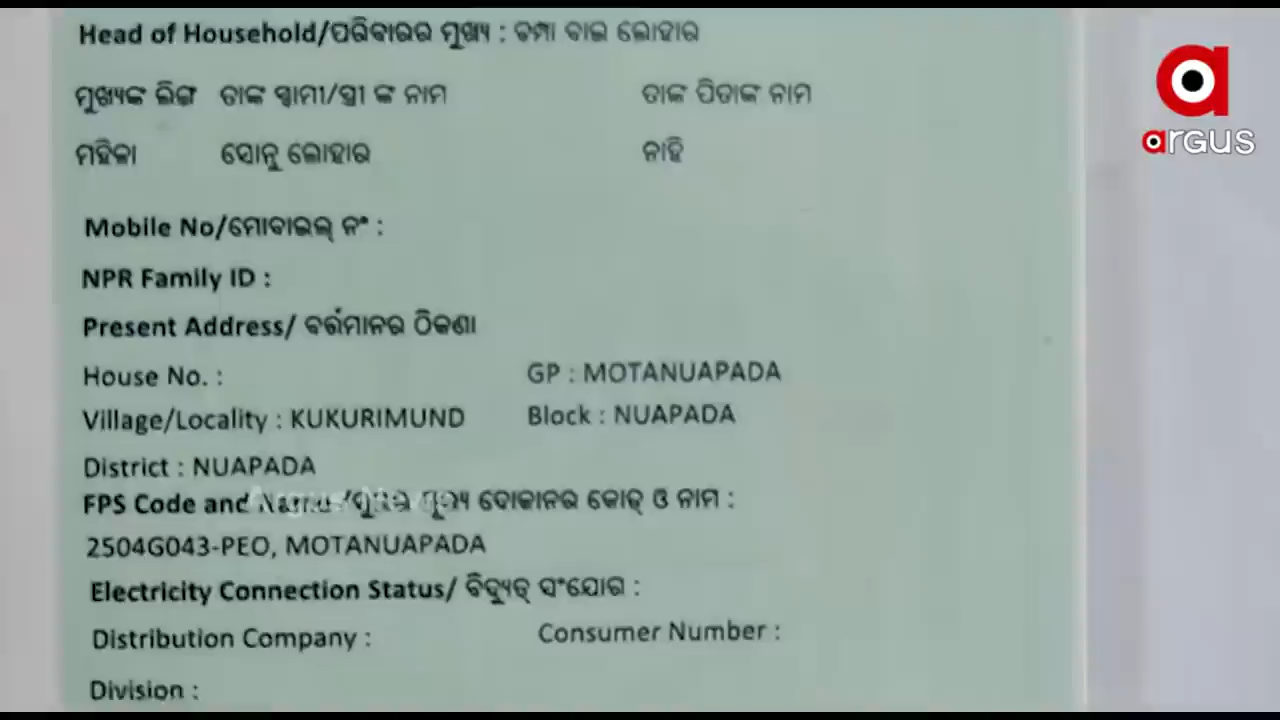 Head of Household/ପରିବାରର ମୁଖ୍ୟ : ଚମ୍ପା ବାଇ ଲୋହାର
ମୁଖ୍ୟଙ୍କ ଲିଙ୍ଗ ତାଙ୍କ ସ୍ୱାମୀ/ସ୍ତ୍ରୀ ଙ୍କ ନାମ ତାଙ୍କ ପିତାଙ୍କ ନାମ
ମହିଳା ସୋନୁ ଲୋହାର ନାହି
Mobile No/ମୋବାଇଲ୍ ନଂ :
NPR Family ID :
Present Address/ ବର୍ତ୍ତମାନର ଠିକଣା
House No. : GP : MOTANUAPADA
Village/Locality : KUKURIMUND Block : NUAPADA
District : NUAPADA
FPS Code and Name/ସୁଲଭ ମୂଲ୍ୟ ଦୋକାନର କୋଡ୍ ଓ ନାମ :
2504G043-PEO, MOTANUAPADA
Electricity Connection Status/ ବିଦ୍ୟୁତ୍ ସଂଯୋଗ :
Distribution Company : Consumer Number :
Division :
argus